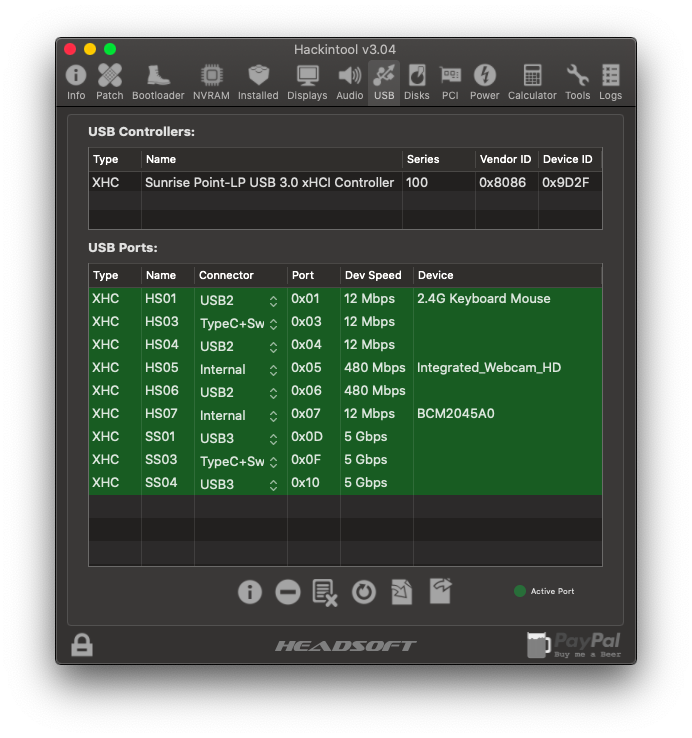 Hackintool v3.04
Info Patch Bootloader NVRAM Installed Displays Audio USB Disks PCI Power Calculator Tools Logs
USB Controllers:
Type Name Series Vendor ID Device ID
XHC Sunrise Point-LP USB 3.0 xHCI Controller 100 0x8086 0x9D2F
USB Ports:
Type Name Connector Port Dev Speed Device
XHC HS01 USB2 0x01 12 Mbps 2.4G Keyboard Mouse
XHC HS03 TypeC+Sw 0x03 12 Mbps
XHC HS04 USB2 0x04 12 Mbps
XHC HS05 Internal 0x05 480 Mbps Integrated_Webcam_HD
XHC HS06 USB2 0x06 480 Mbps
XHC HS07 Internal 0x07 12 Mbps BCM2045A0
XHC SS01 USB3 0x0D 5 Gbps
XHC SS03 TypeC+Sw 0x0F 5 Gbps
XHC SS04 USB3 0x10 5 Gbps
Active Port
HEADSOFT
PayPal
Buy me a Beer